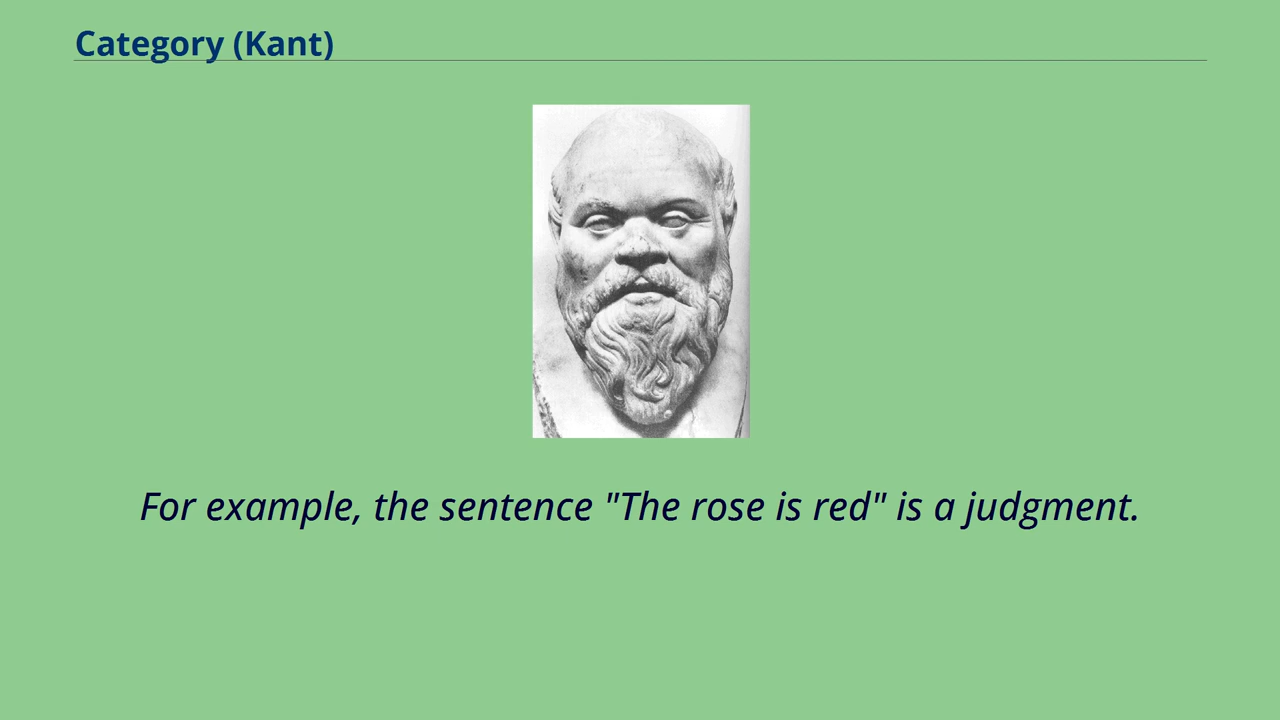 Category (Kant)
For example, the sentence "The rose is red" is a judgment.